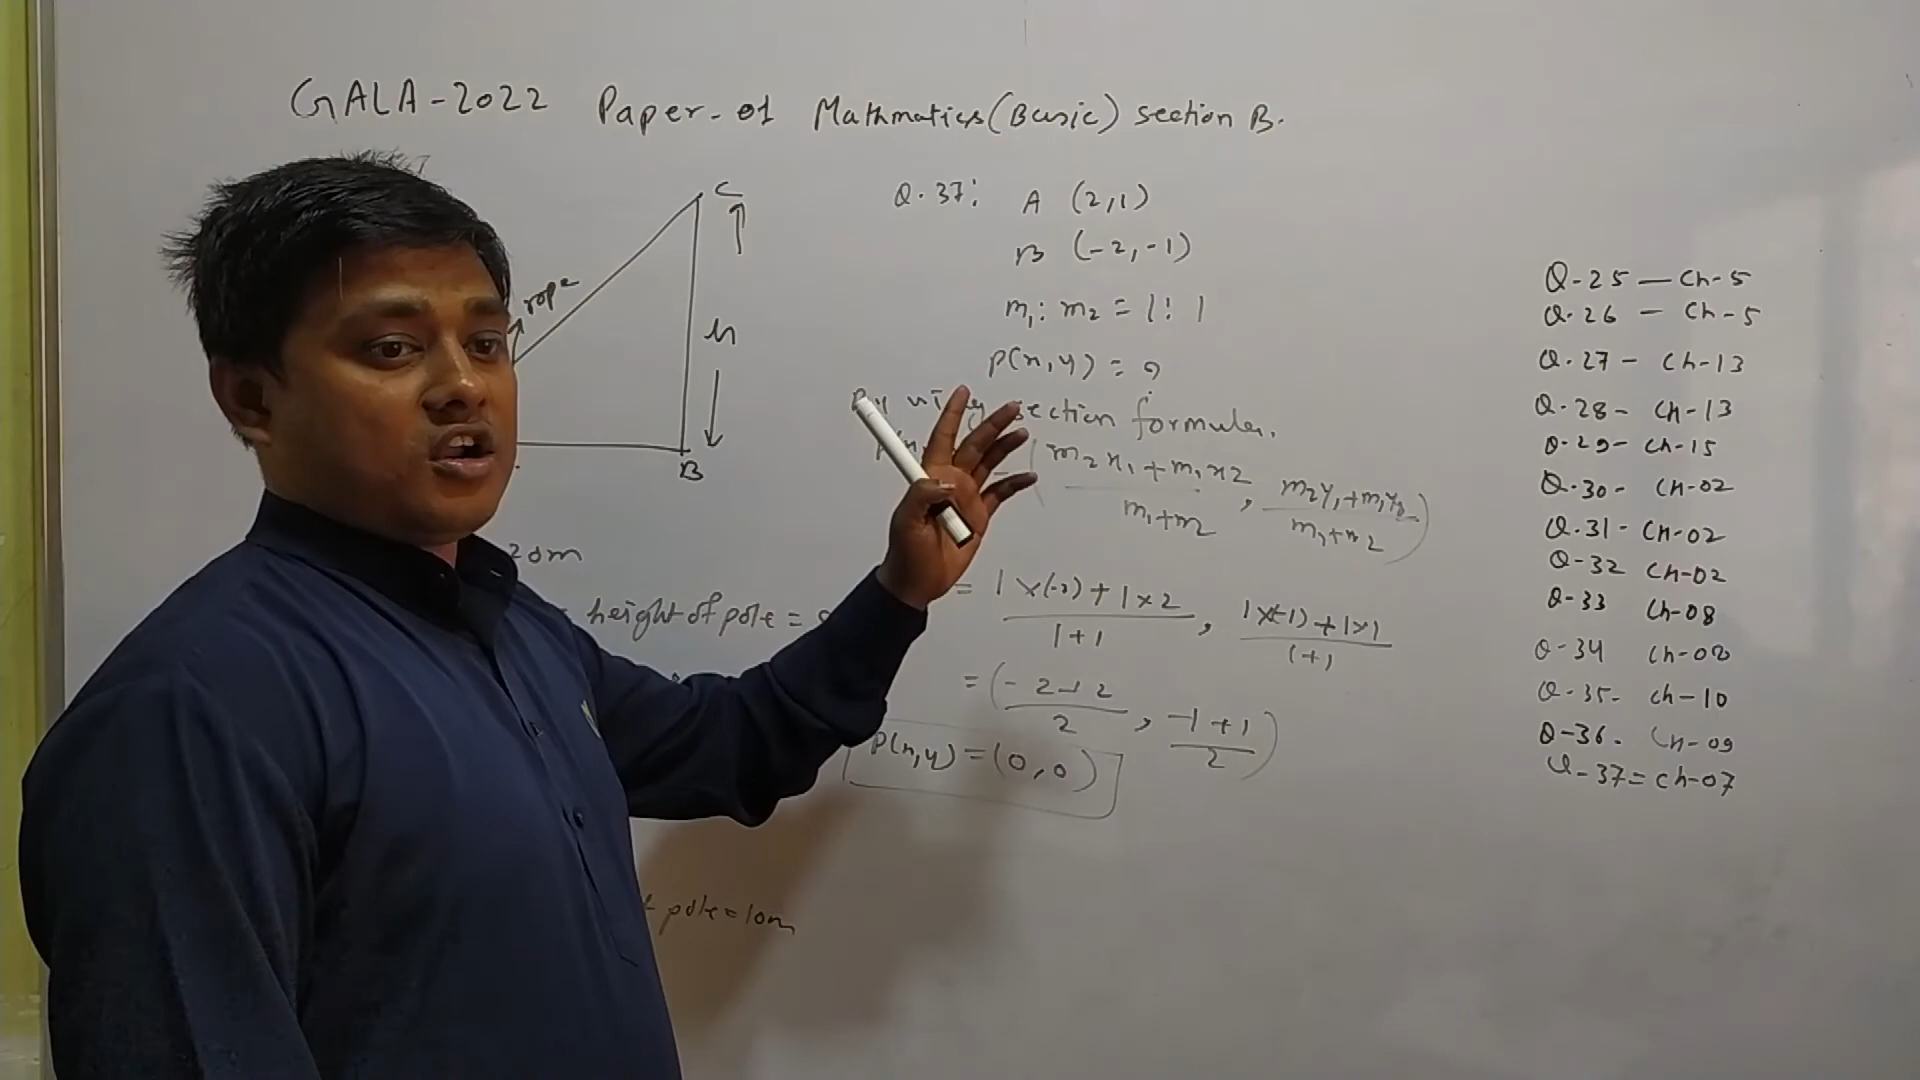 GALA-2022 Paper-of Mathmatics(Basic) section B.
C
rope
h
B
20m
height of pole =
pole = 10m
Q.37: A (2,1)
B (-2,-1)
m₁: m₂ = 1:1
P(x,y) = ?
By using section formula.
(m₂x₁+m₁x2 / m₁+m2 , m₂y₁+m₁y₂ / m₁+m2)
= 1×(-2)+1×2 / 1+1 , 1×(-1)+1×1 / 1+1
= (-2+2 / 2 , -1+1 / 2)
P(x,y) = (0,0)
Q-25 — Ch-5
Q.26 — Ch-5
Q.27 - Ch-13
Q.28 - Ch-13
Q.29 - Ch-15
Q.30 - Ch-02
Q.31 - Ch-02
Q-32 Ch-02
Q-33 Ch-08
Q-34 Ch-08
Q-35- Ch-10
Q-36. Ch-09
Q-37= Ch-07